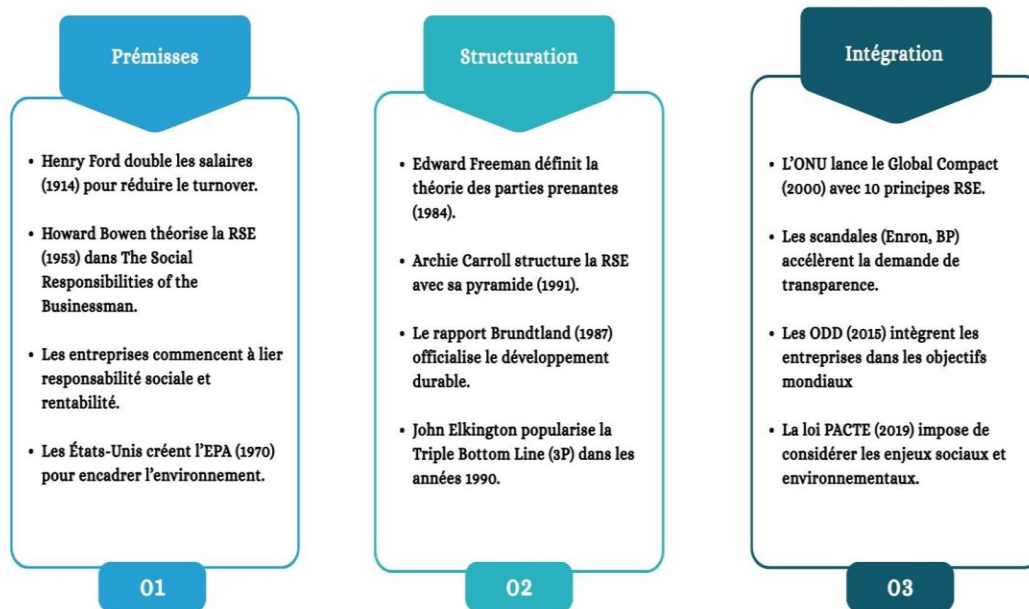 Prémisses
• Henry Ford double les salaires
(1914) pour réduire le turnover.
• Howard Bowen théorise la RSE
(1953) dans The Social
Responsibilities of the
Businessman.
• Les entreprises commencent à lier
responsabilité sociale et
rentabilité.
• Les États-Unis créent l'EPA (1970)
pour encadrer l'environnement.
01
Structuration
• Edward Freeman définit la
théorie des parties prenantes
(1984).
• Archie Carroll structure la RSE
avec sa pyramide (1991).
• Le rapport Brundtland (1987)
officialise le développement
durable.
• John Elkington popularise la
Triple Bottom Line (3P) dans les
années 1990.
02
Intégration
• L'ONU lance le Global Compact
(2000) avec 10 principes RSE.
• Les scandales (Enron, BP)
accélèrent la demande de
transparence.
• Les ODD (2015) intègrent les
entreprises dans les objectifs
mondiaux
• La loi PACTE (2019) impose de
considérer les enjeux sociaux et
environnementaux.
03